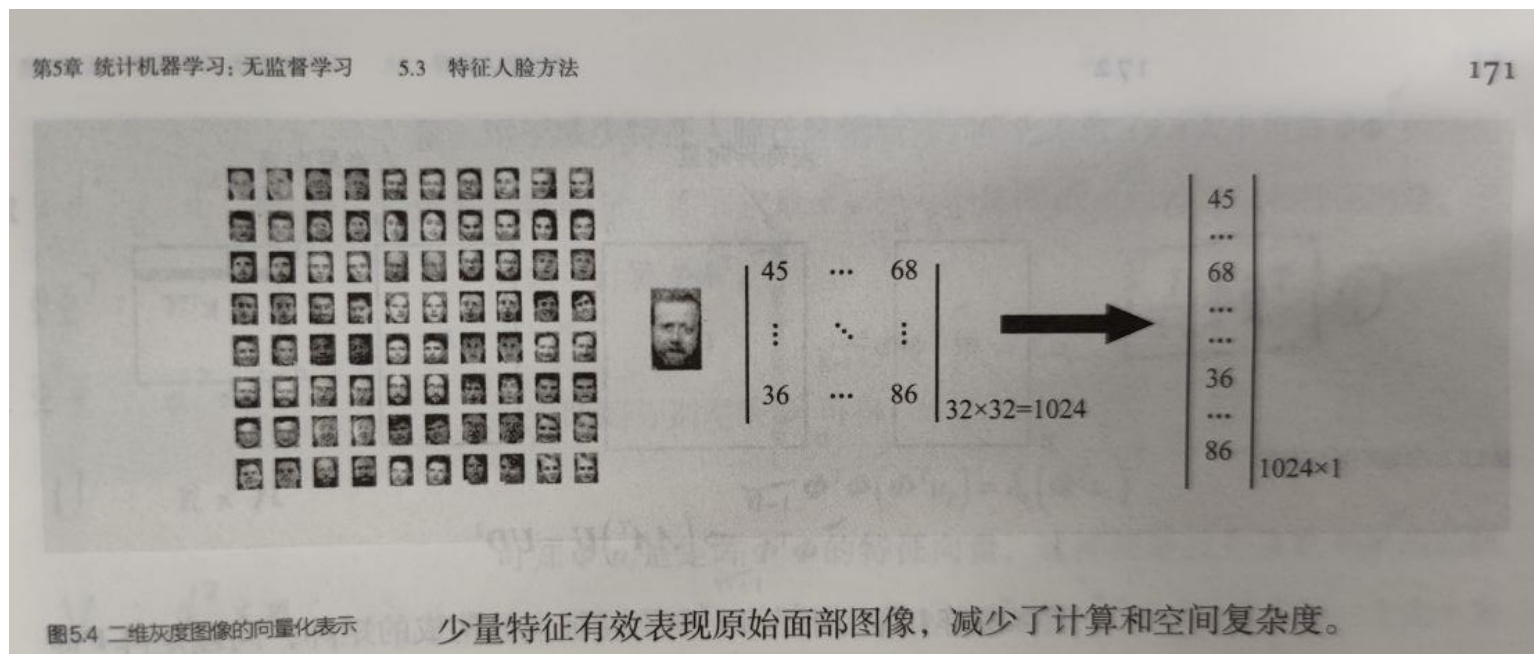 第5章 统计机器学习:无监督学习 5.3 特征人脸方法 171
45 ... 68
⋮ ⋱ ⋮
36 ... 86
32×32=1024
45
...
68
...
...
36
...
86
1024×1
图5.4 二维灰度图像的向量化表示
少量特征有效表现原始面部图像，减少了计算和空间复杂度。